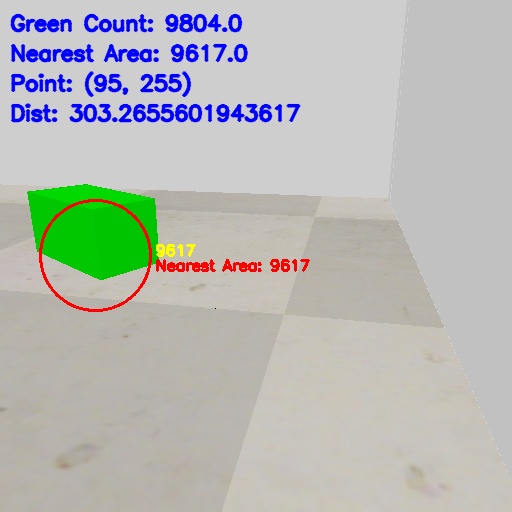 Green Count: 9804.0
Nearest Area: 9617.0
Point: (95, 255)
Dist: 303.2655601943617
9617
Nearest Area: 9617